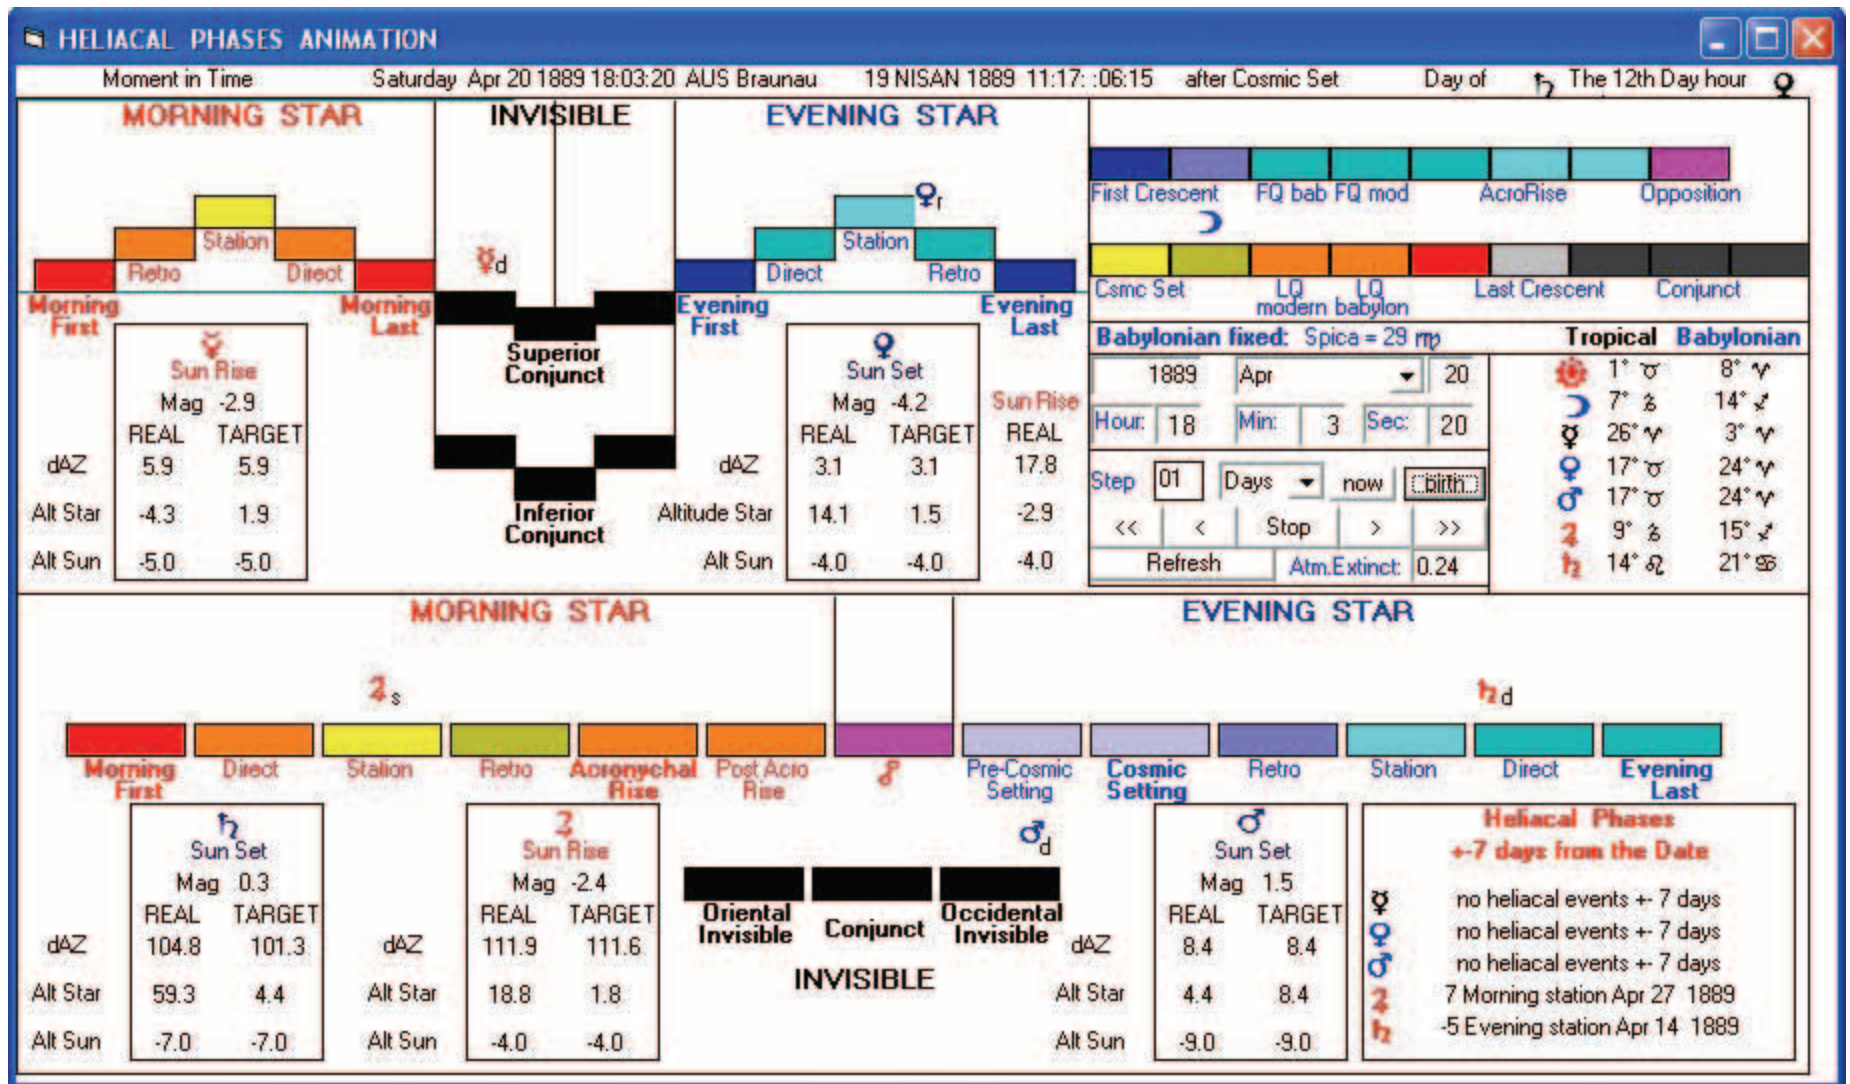 HELIACAL PHASES ANIMATION
Moment in Time Saturday Apr 20 1889 18:03:20 AUS Braunau 19 NISAN 1889 11:17: :06:15 after Cosmic Set Day of ♄ The 12th Day hour ♀
MORNING STAR
Station
Retro Direct
Morning First
Morning Last
☿d
INVISIBLE
Superior Conjunct
Inferior Conjunct
EVENING STAR
♀r
Station
Direct Retro
Evening First
Evening Last
First Crescent FQ bab FQ mod AcroRise Opposition
☽
Csmc Set LQ modern LQ babylon Last Crescent Conjunct
☿
Sun Rise
Mag -2.9
REAL TARGET
dAZ 5.9 5.9
Alt Star -4.3 1.9
Alt Sun -5.0 -5.0
♀
Sun Set
Mag -4.2 Sun Rise
REAL TARGET REAL
dAZ 3.1 3.1 17.8
Altitude Star 14.1 1.5 -2.9
Alt Sun -4.0 -4.0 -4.0
Babylonian fixed: Spica = 29 ♍
1889 Apr 20
Hour: 18 Min: 3 Sec: 20
Step 01 Days now birth
<< < Stop > >>
Refresh Atm.Extinct: 0.24
Tropical Babylonian
☉ 1° ♉ 8° ♈
☽ 7° ♑ 14° ♐
☿ 26° ♈ 3° ♈
♀ 17° ♉ 24° ♈
♂ 17° ♉ 24° ♈
♃ 9° ♑ 15° ♐
♄ 14° ♌ 21° ♋
MORNING STAR
EVENING STAR
♃s
♄d
Morning First
Direct
Station
Retro
Acronychal Rise
Post Acro Rise
☍
Pre-Cosmic Setting
Cosmic Setting
Retro
Station
Direct
Evening Last
♄
Sun Set
Mag 0.3
REAL TARGET
dAZ 104.8 101.3
Alt Star 59.3 4.4
Alt Sun -7.0 -7.0
♃
Sun Rise
Mag -2.4
REAL TARGET
dAZ 111.9 111.6
Alt Star 18.8 1.8
Alt Sun -4.0 -4.0
♂d
Oriental Invisible
Conjunct
Occidental Invisible
INVISIBLE
♂
Sun Set
Mag 1.5
REAL TARGET
dAZ 8.4 8.4
Alt Star 4.4 8.4
Alt Sun -9.0 -9.0
Heliacal Phases
+-7 days from the Date
☿ no heliacal events +- 7 days
♀ no heliacal events +- 7 days
♂ no heliacal events +- 7 days
♃ 7 Morning station Apr 27 1889
♄ -5 Evening station Apr 14 1889